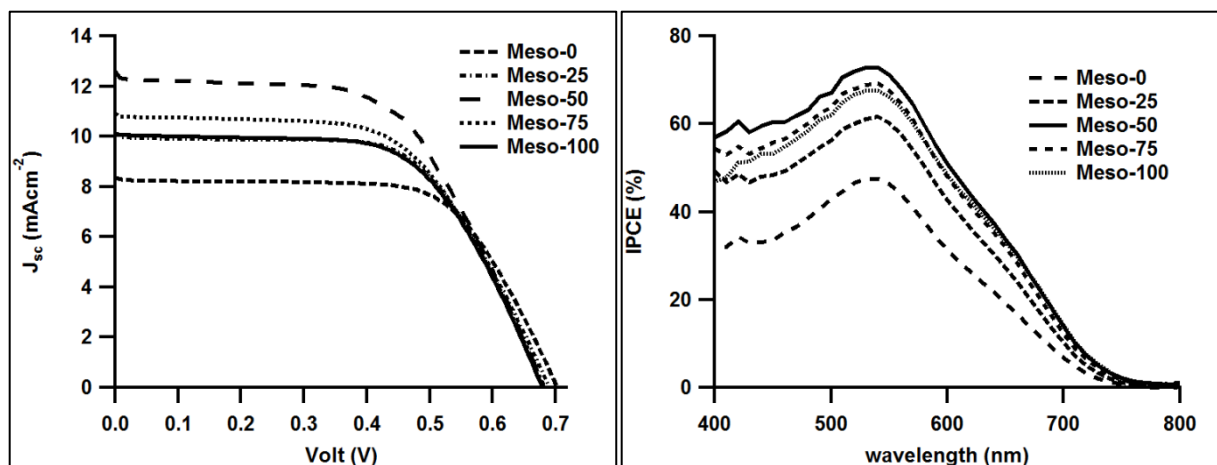 14
12
10
8
6
4
2
0
J_sc (mAcm⁻²)
0.0 0.1 0.2 0.3 0.4 0.5 0.6 0.7
Volt (V)
Meso-0
Meso-25
Meso-50
Meso-75
Meso-100
80
60
40
20
0
IPCE (%)
400 500 600 700 800
wavelength (nm)
Meso-0
Meso-25
Meso-50
Meso-75
Meso-100